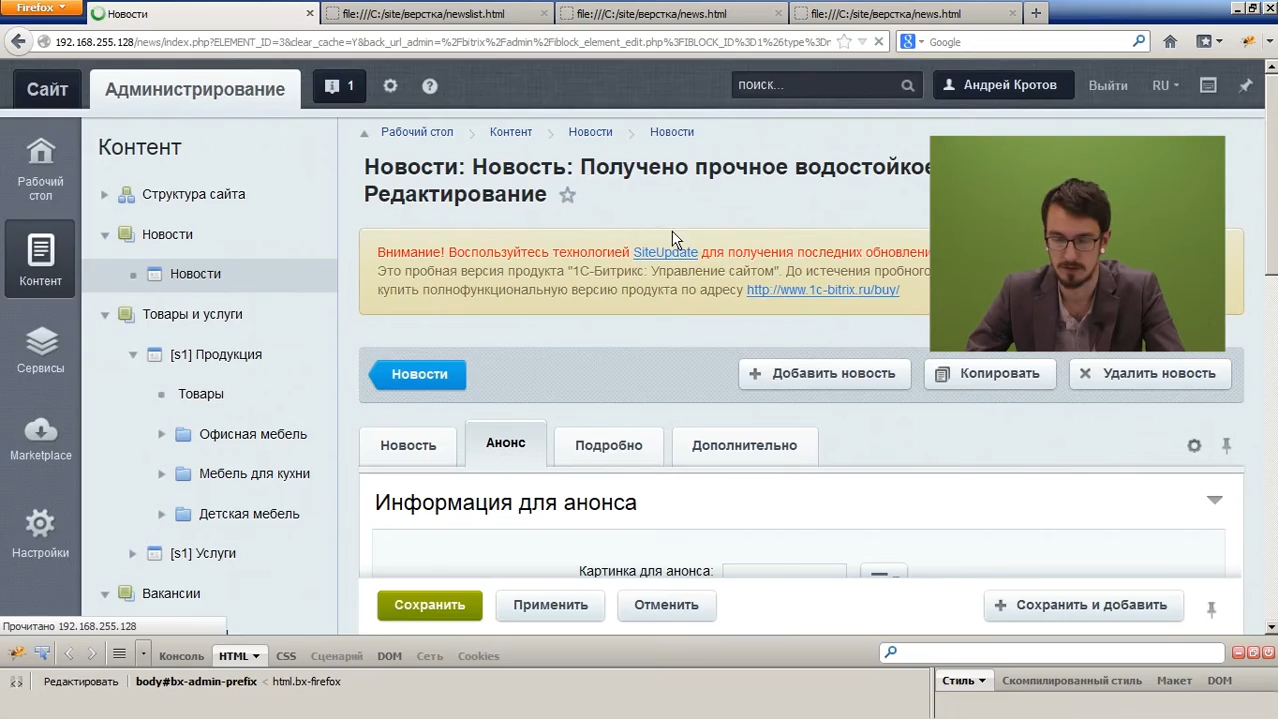 Firefox
Новости
file:///C:/site/верстка/newslist.html
file:///C:/site/верстка/news.html
file:///C:/site/верстка/news.html
192.168.255.128/news/index.php?ELEMENT_ID=3&clear_cache=Y&back_url_admin=%2Fbitrix%2Fadmin%2Fiblock_element_edit.php%3FIBLOCK_ID%3D1%26type%3Dr
Google
Сайт
Администрирование
1
поиск...
Андрей Кротов
Выйти
RU
Рабочий стол
Контент
Сервисы
Marketplace
Настройки
Контент
Структура сайта
Новости
Новости
Товары и услуги
[s1] Продукция
Товары
Офисная мебель
Мебель для кухни
Детская мебель
[s1] Услуги
Вакансии
Рабочий стол
Контент
Новости
Новости
Новости: Новость: Получено прочное водостойкое
Редактирование
Внимание! Воспользуйтесь технологией SiteUpdate для получения последних обновлени
Это пробная версия продукта "1С-Битрикс: Управление сайтом". До истечения пробного
купить полнофункциональную версию продукта по адресу http://www.1c-bitrix.ru/buy/
Новости
Добавить новость
Копировать
Удалить новость
Новость
Анонс
Подробно
Дополнительно
Информация для анонса
Картинка для анонса:
Сохранить
Применить
Отменить
Сохранить и добавить
Прочитано 192.168.255.128
Консоль
HTML
CSS
Сценарий
DOM
Сеть
Cookies
Редактировать
body#bx-admin-prefix < html.bx-firefox
Стиль
Скомпилированный стиль
Макет
DOM